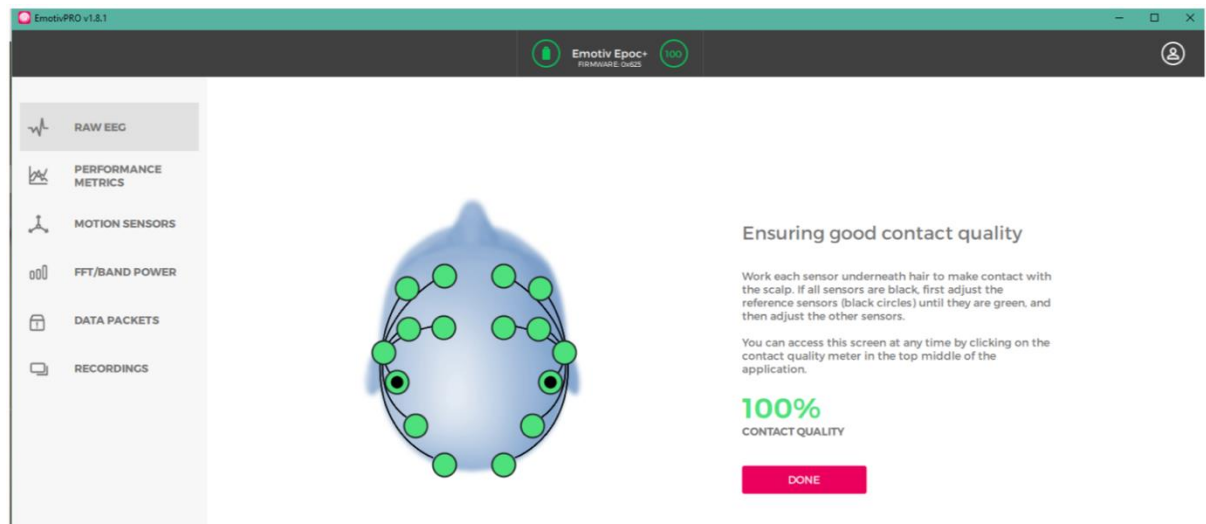 EmotivPRO v1.8.1
Emotiv Epoc+
FIRMWARE: 0x625
100
RAW EEG
PERFORMANCE
METRICS
MOTION SENSORS
FFT/BAND POWER
DATA PACKETS
RECORDINGS
Ensuring good contact quality
Work each sensor underneath hair to make contact with
the scalp. If all sensors are black, first adjust the
reference sensors (black circles) until they are green, and
then adjust the other sensors.
You can access this screen at any time by clicking on the
contact quality meter in the top middle of the
application.
100%
CONTACT QUALITY
DONE